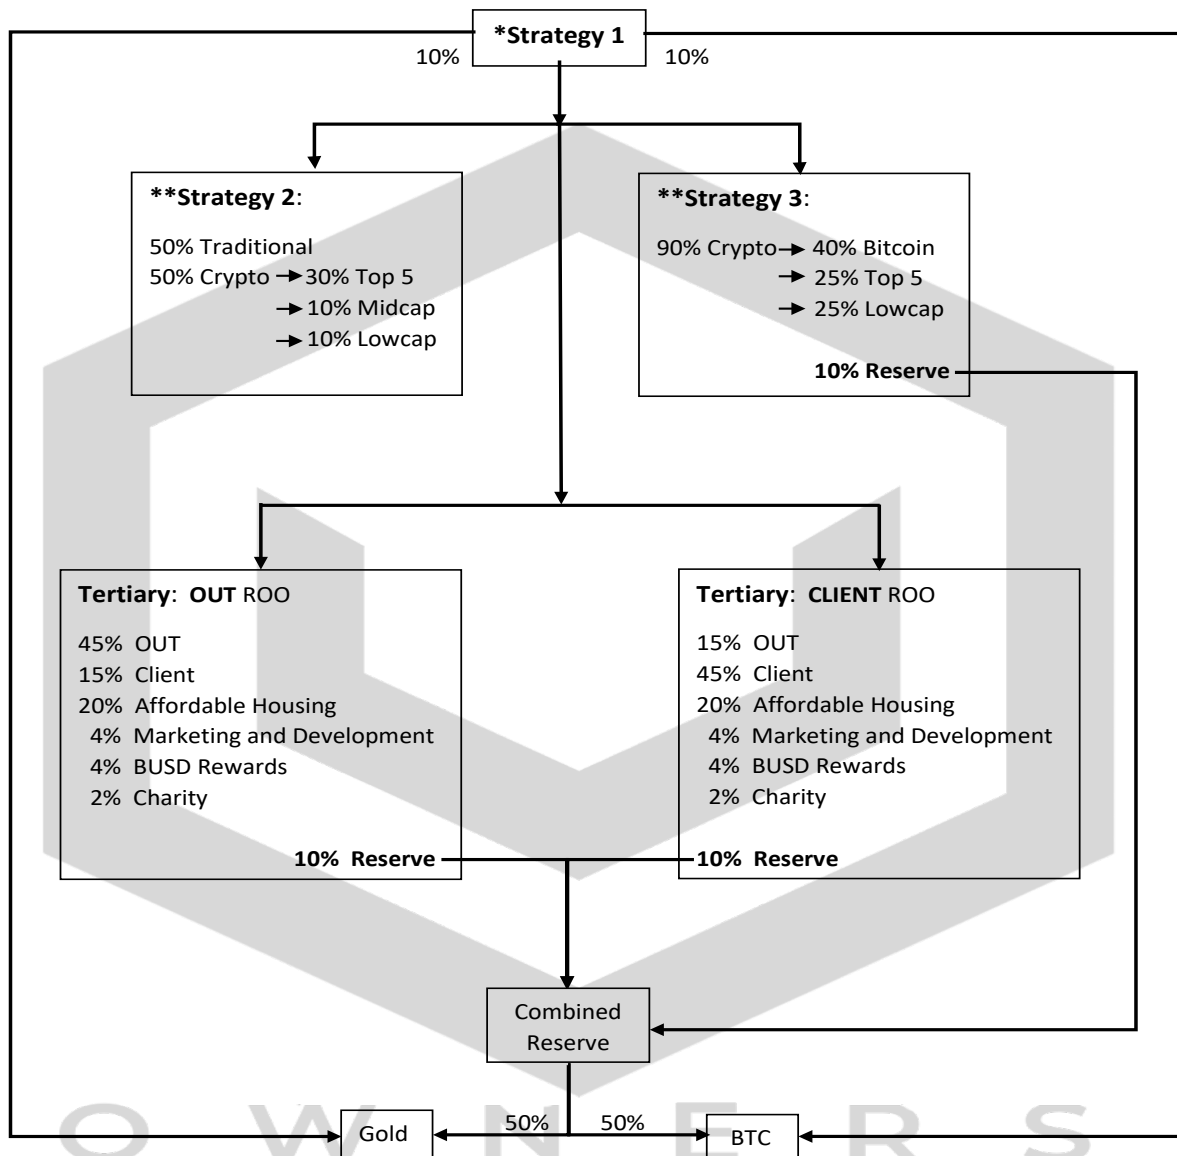 *Strategy 1
10%
10%
**Strategy 2:
50% Traditional
50% Crypto → 30% Top 5
→ 10% Midcap
→ 10% Lowcap
**Strategy 3:
90% Crypto → 40% Bitcoin
→ 25% Top 5
→ 25% Lowcap
10% Reserve
Tertiary: OUT ROO
45% OUT
15% Client
20% Affordable Housing
4% Marketing and Development
4% BUSD Rewards
2% Charity
10% Reserve
Tertiary: CLIENT ROO
15% OUT
45% Client
20% Affordable Housing
4% Marketing and Development
4% BUSD Rewards
2% Charity
10% Reserve
Combined
Reserve
50%
50%
Gold
BTC
OWNERS